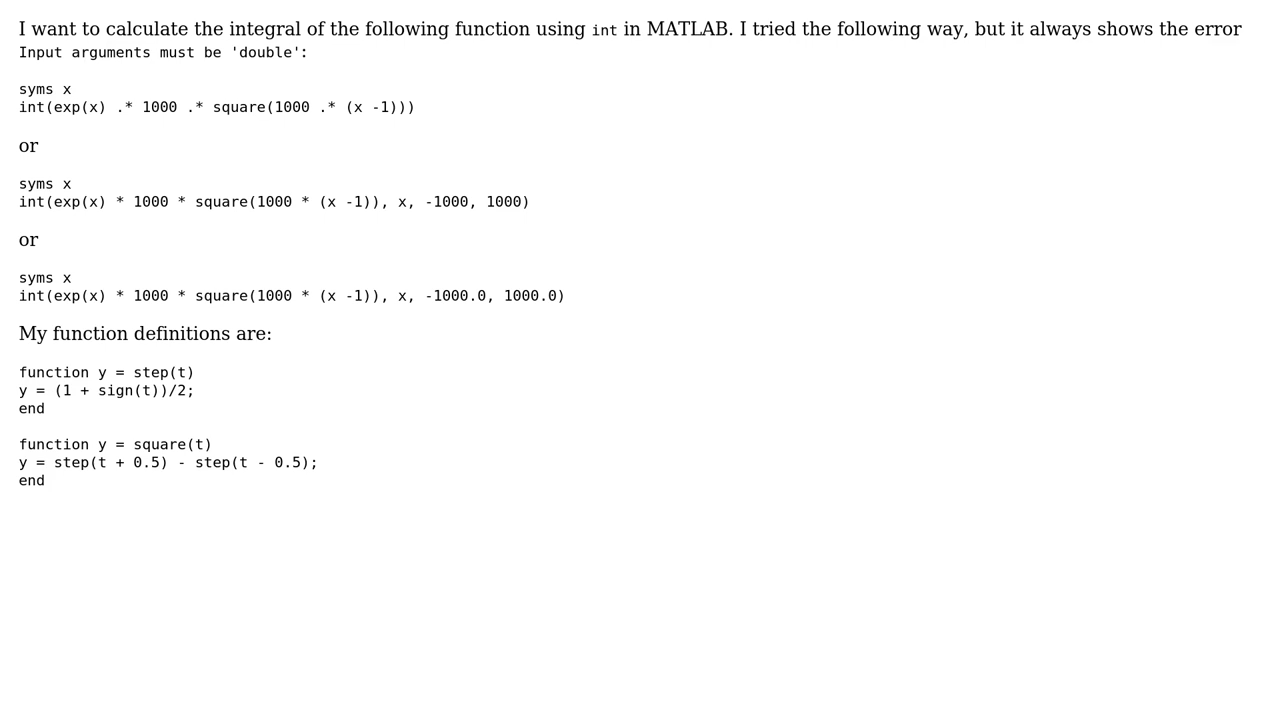 I want to calculate the integral of the following function using int in MATLAB. I tried the following way, but it always shows the error
Input arguments must be 'double':
syms x
int(exp(x) .* 1000 .* square(1000 .* (x -1)))
or
syms x
int(exp(x) * 1000 * square(1000 * (x -1)), x, -1000, 1000)
or
syms x
int(exp(x) * 1000 * square(1000 * (x -1)), x, -1000.0, 1000.0)
My function definitions are:
function y = step(t)
y = (1 + sign(t))/2;
end
function y = square(t)
y = step(t + 0.5) - step(t - 0.5);
end